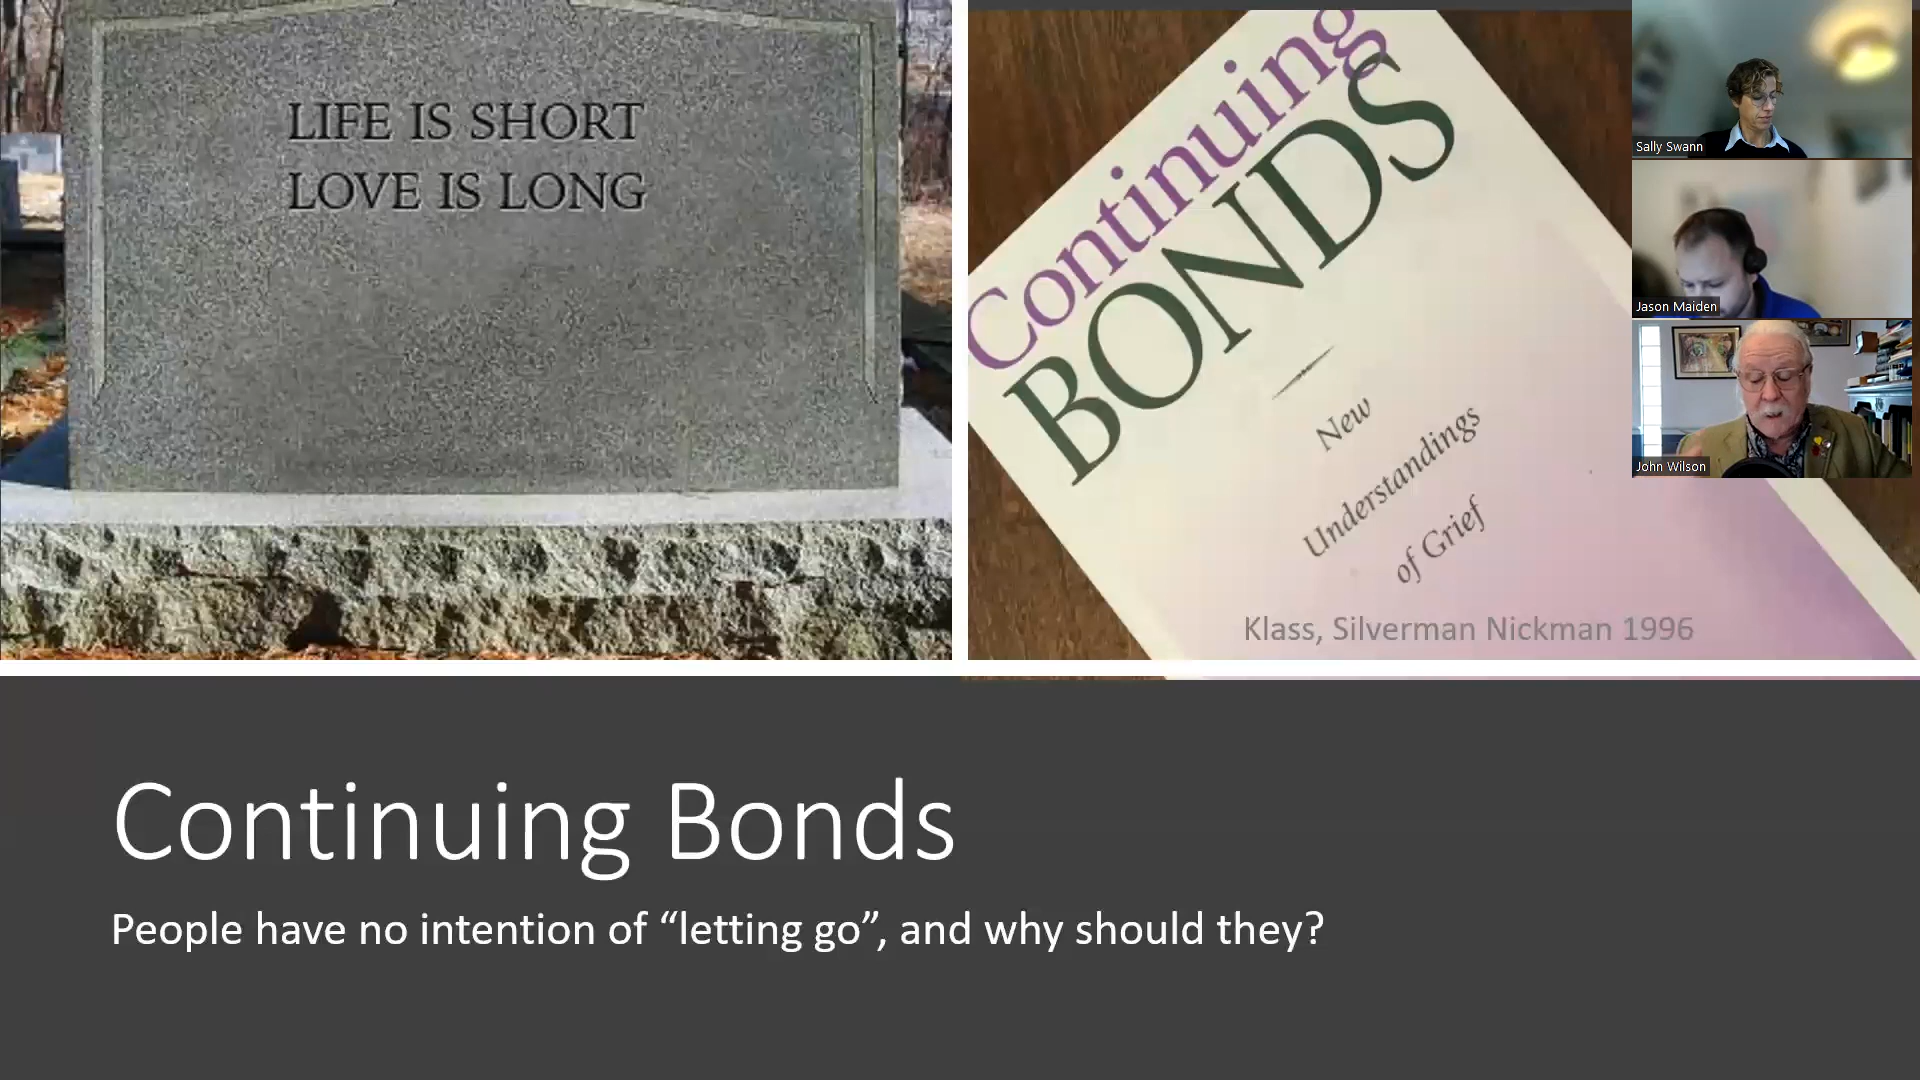 LIFE IS SHORT
LOVE IS LONG
Continuing
BONDS
New
Understandings
of Grief
Klass, Silverman Nickman 1996
Sally Swann
Jason Maiden
John Wilson
Continuing Bonds
People have no intention of “letting go”, and why should they?